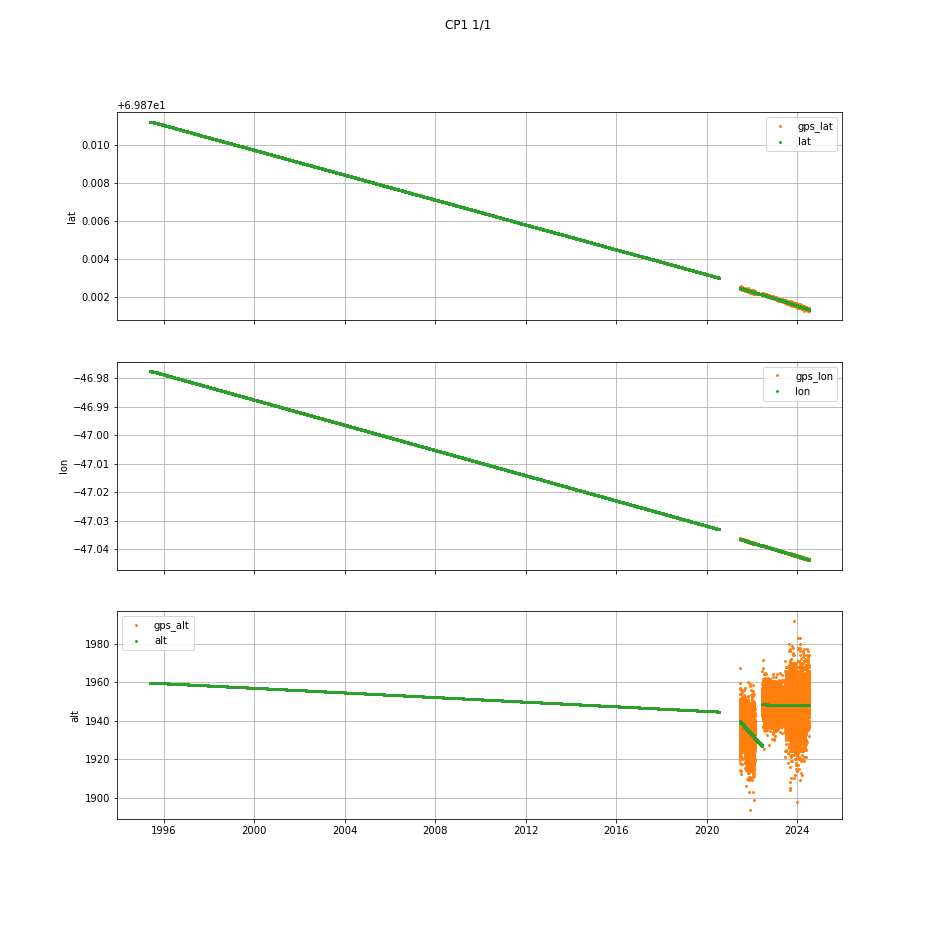 CP1 1/1
+6.987e1
0.010
0.008
0.006
0.004
0.002
lat
gps_lat
lat
−46.98
−46.99
−47.00
−47.01
−47.02
−47.03
−47.04
lon
gps_lon
lon
1980
1960
1940
1920
1900
alt
gps_alt
alt
1996 2000 2004 2008 2012 2016 2020 2024